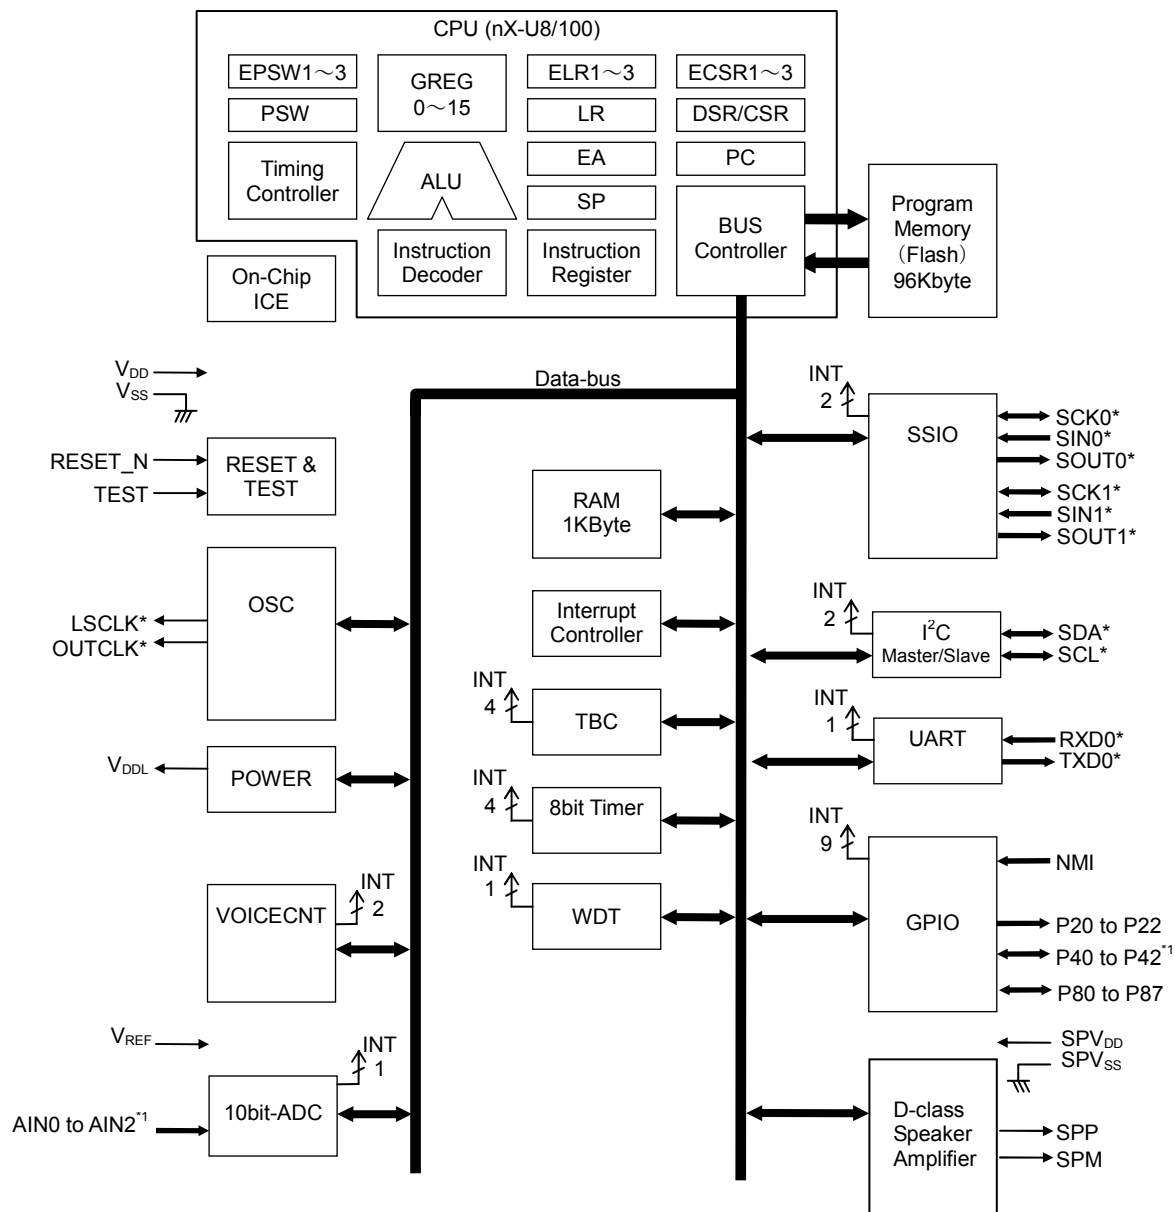 CPU (nX-U8/100)
EPSW1～3
GREG
0～15
ELR1～3
ECSR1～3
PSW
LR
DSR/CSR
Timing
Controller
ALU
EA
PC
SP
BUS
Controller
Instruction
Decoder
Instruction
Register
Program
Memory
（Flash）
96Kbyte
On-Chip
ICE
VDD
VSS
Data-bus
RESET_N
TEST
RESET &
TEST
INT
2
SSIO
SCK0*
SIN0*
SOUT0*
SCK1*
SIN1*
SOUT1*
RAM
1KByte
OSC
LSCLK*
OUTCLK*
Interrupt
Controller
INT
2
I2C
Master/Slave
SDA*
SCL*
INT
4
TBC
INT
1
UART
RXD0*
TXD0*
VDDL
POWER
INT
4
8bit Timer
INT
9
GPIO
NMI
P20 to P22
P40 to P42*1
P80 to P87
VOICECNT
INT
2
INT
1
WDT
VREF
INT
1
10bit-ADC
AIN0 to AIN2*1
SPVDD
SPVSS
D-class
Speaker
Amplifier
SPP
SPM